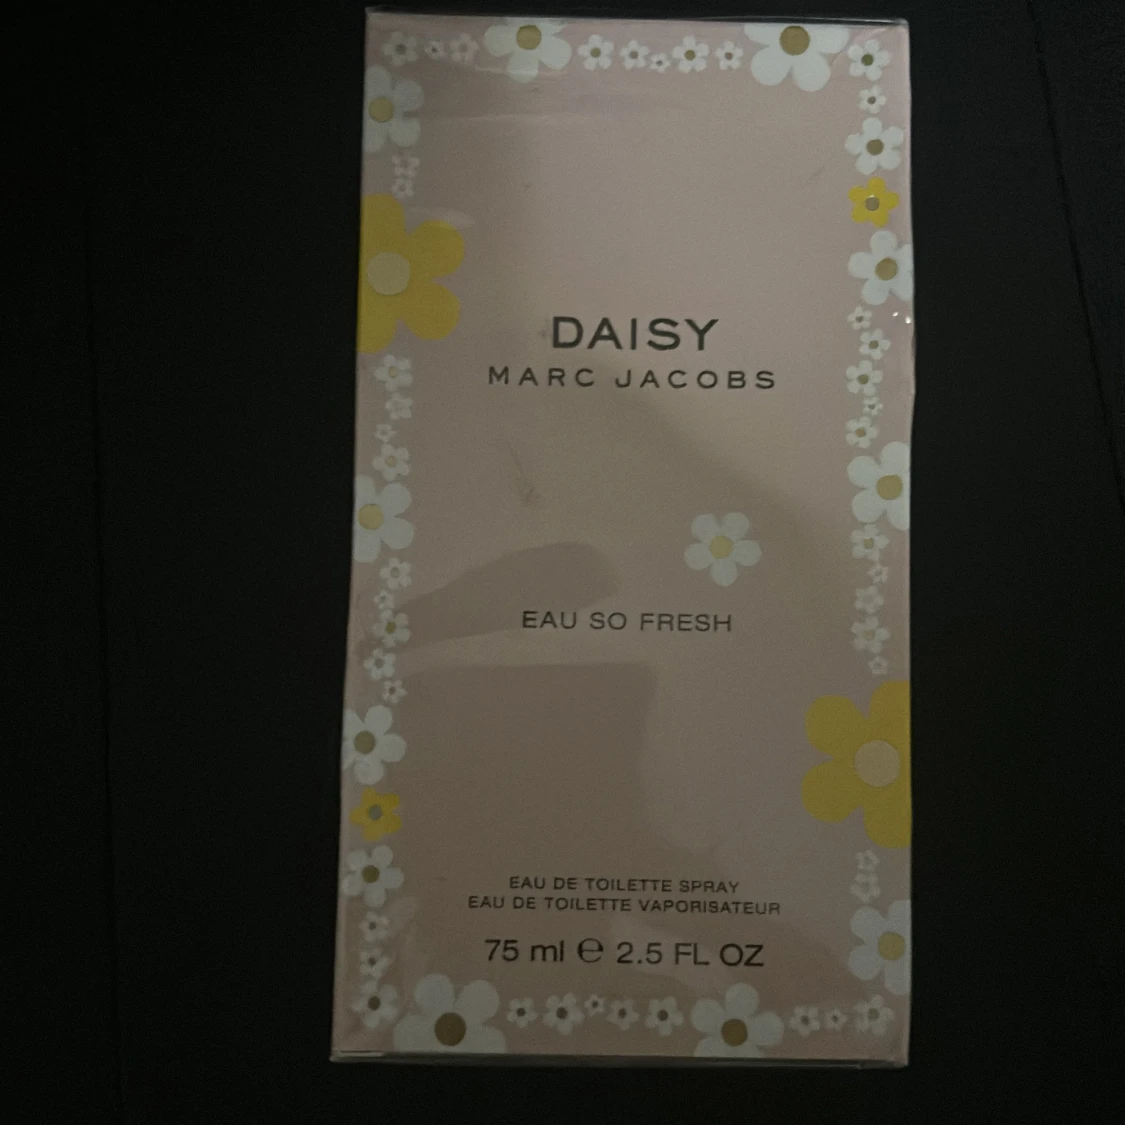 DAISY
MARC JACOBS
EAU SO FRESH
EAU DE TOILETTE SPRAY
EAU DE TOILETTE VAPORISATEUR
75 ml ℮ 2.5 FL OZ